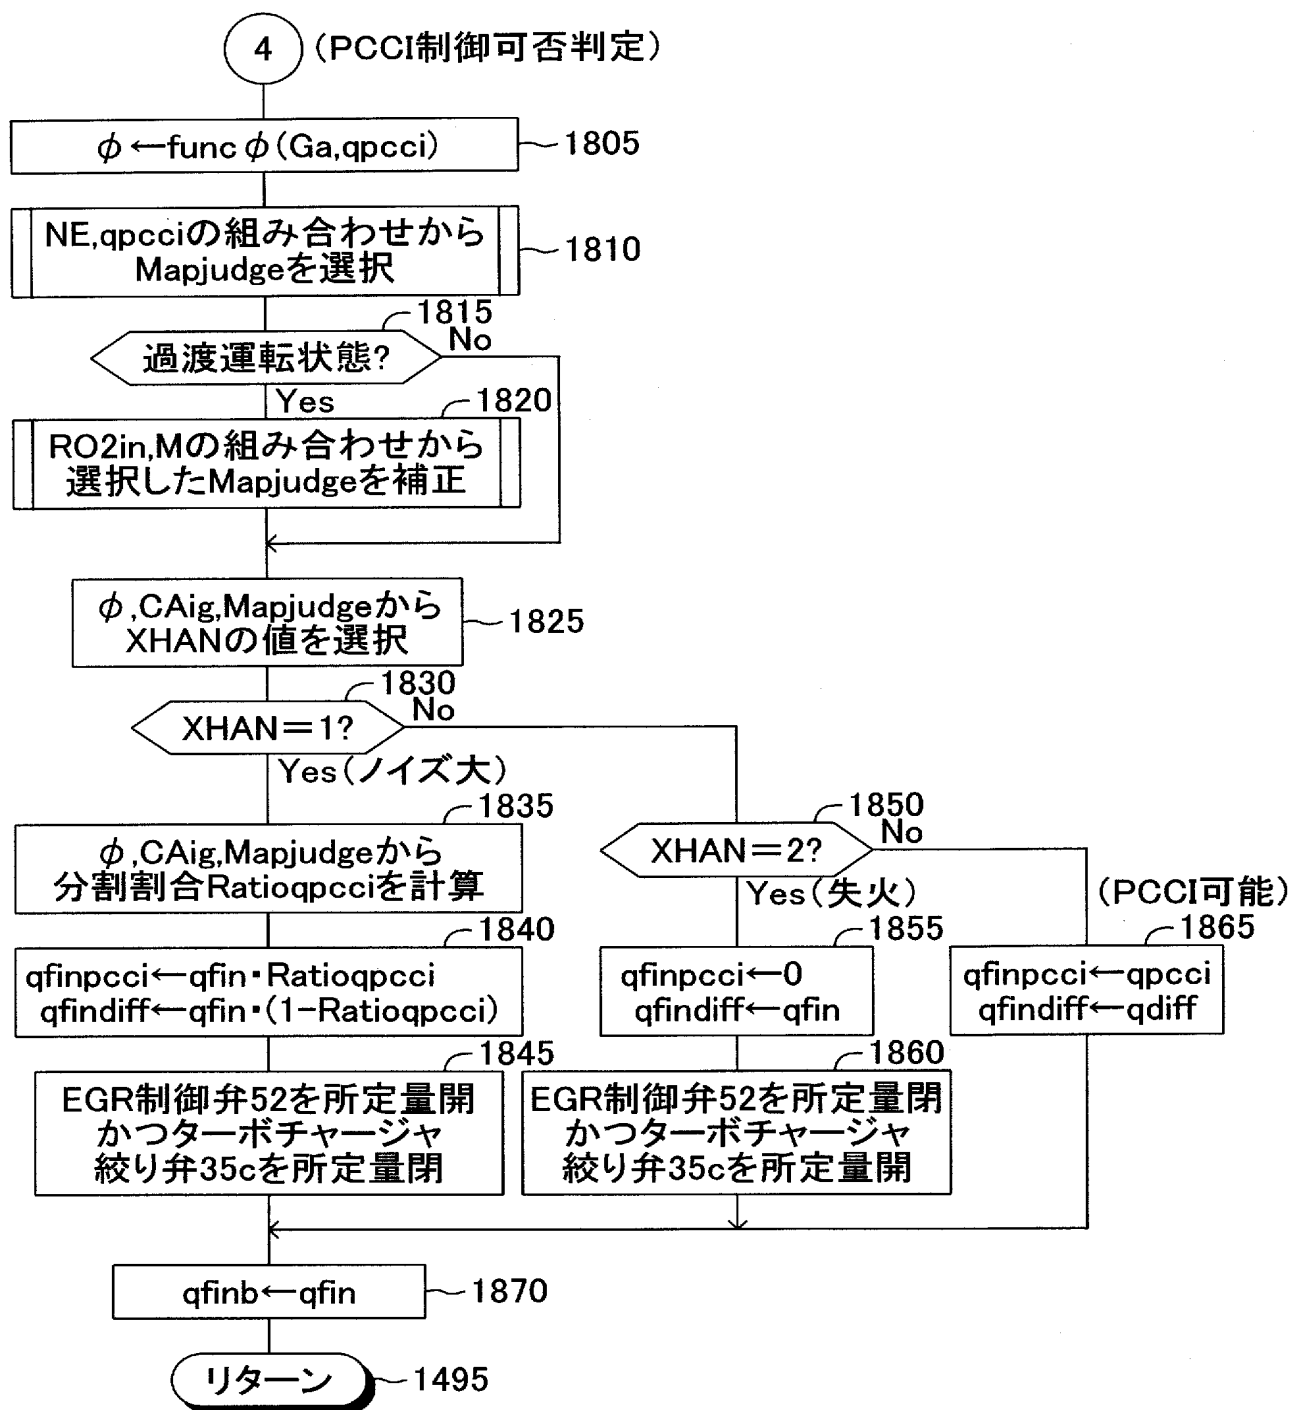 4 (PCCI制御可否判定)
φ←funcφ(Ga,qpcci)
1805
NE,qpcciの組み合わせから
Mapjudgeを選択
1810
1815
過渡運転状態?
No
Yes
1820
RO2in,Mの組み合わせから
選択したMapjudgeを補正
φ,CAig,Mapjudgeから
XHANの値を選択
1825
1830
XHAN=1?
No
Yes(ノイズ大)
1835
φ,CAig,Mapjudgeから
分割割合Ratioqpcciを計算
1840
qfinpcci←qfin・Ratioqpcci
qfindiff←qfin・(1-Ratioqpcci)
1845
EGR制御弁52を所定量開
かつターボチャージャ
絞り弁35cを所定量閉
1850
XHAN=2?
No
Yes(失火)
1855
qfinpcci←0
qfindiff←qfin
1860
EGR制御弁52を所定量閉
かつターボチャージャ
絞り弁35cを所定量開
(PCCI可能)
1865
qfinpcci←qpcci
qfindiff←qdiff
qfinb←qfin
1870
リターン
1495